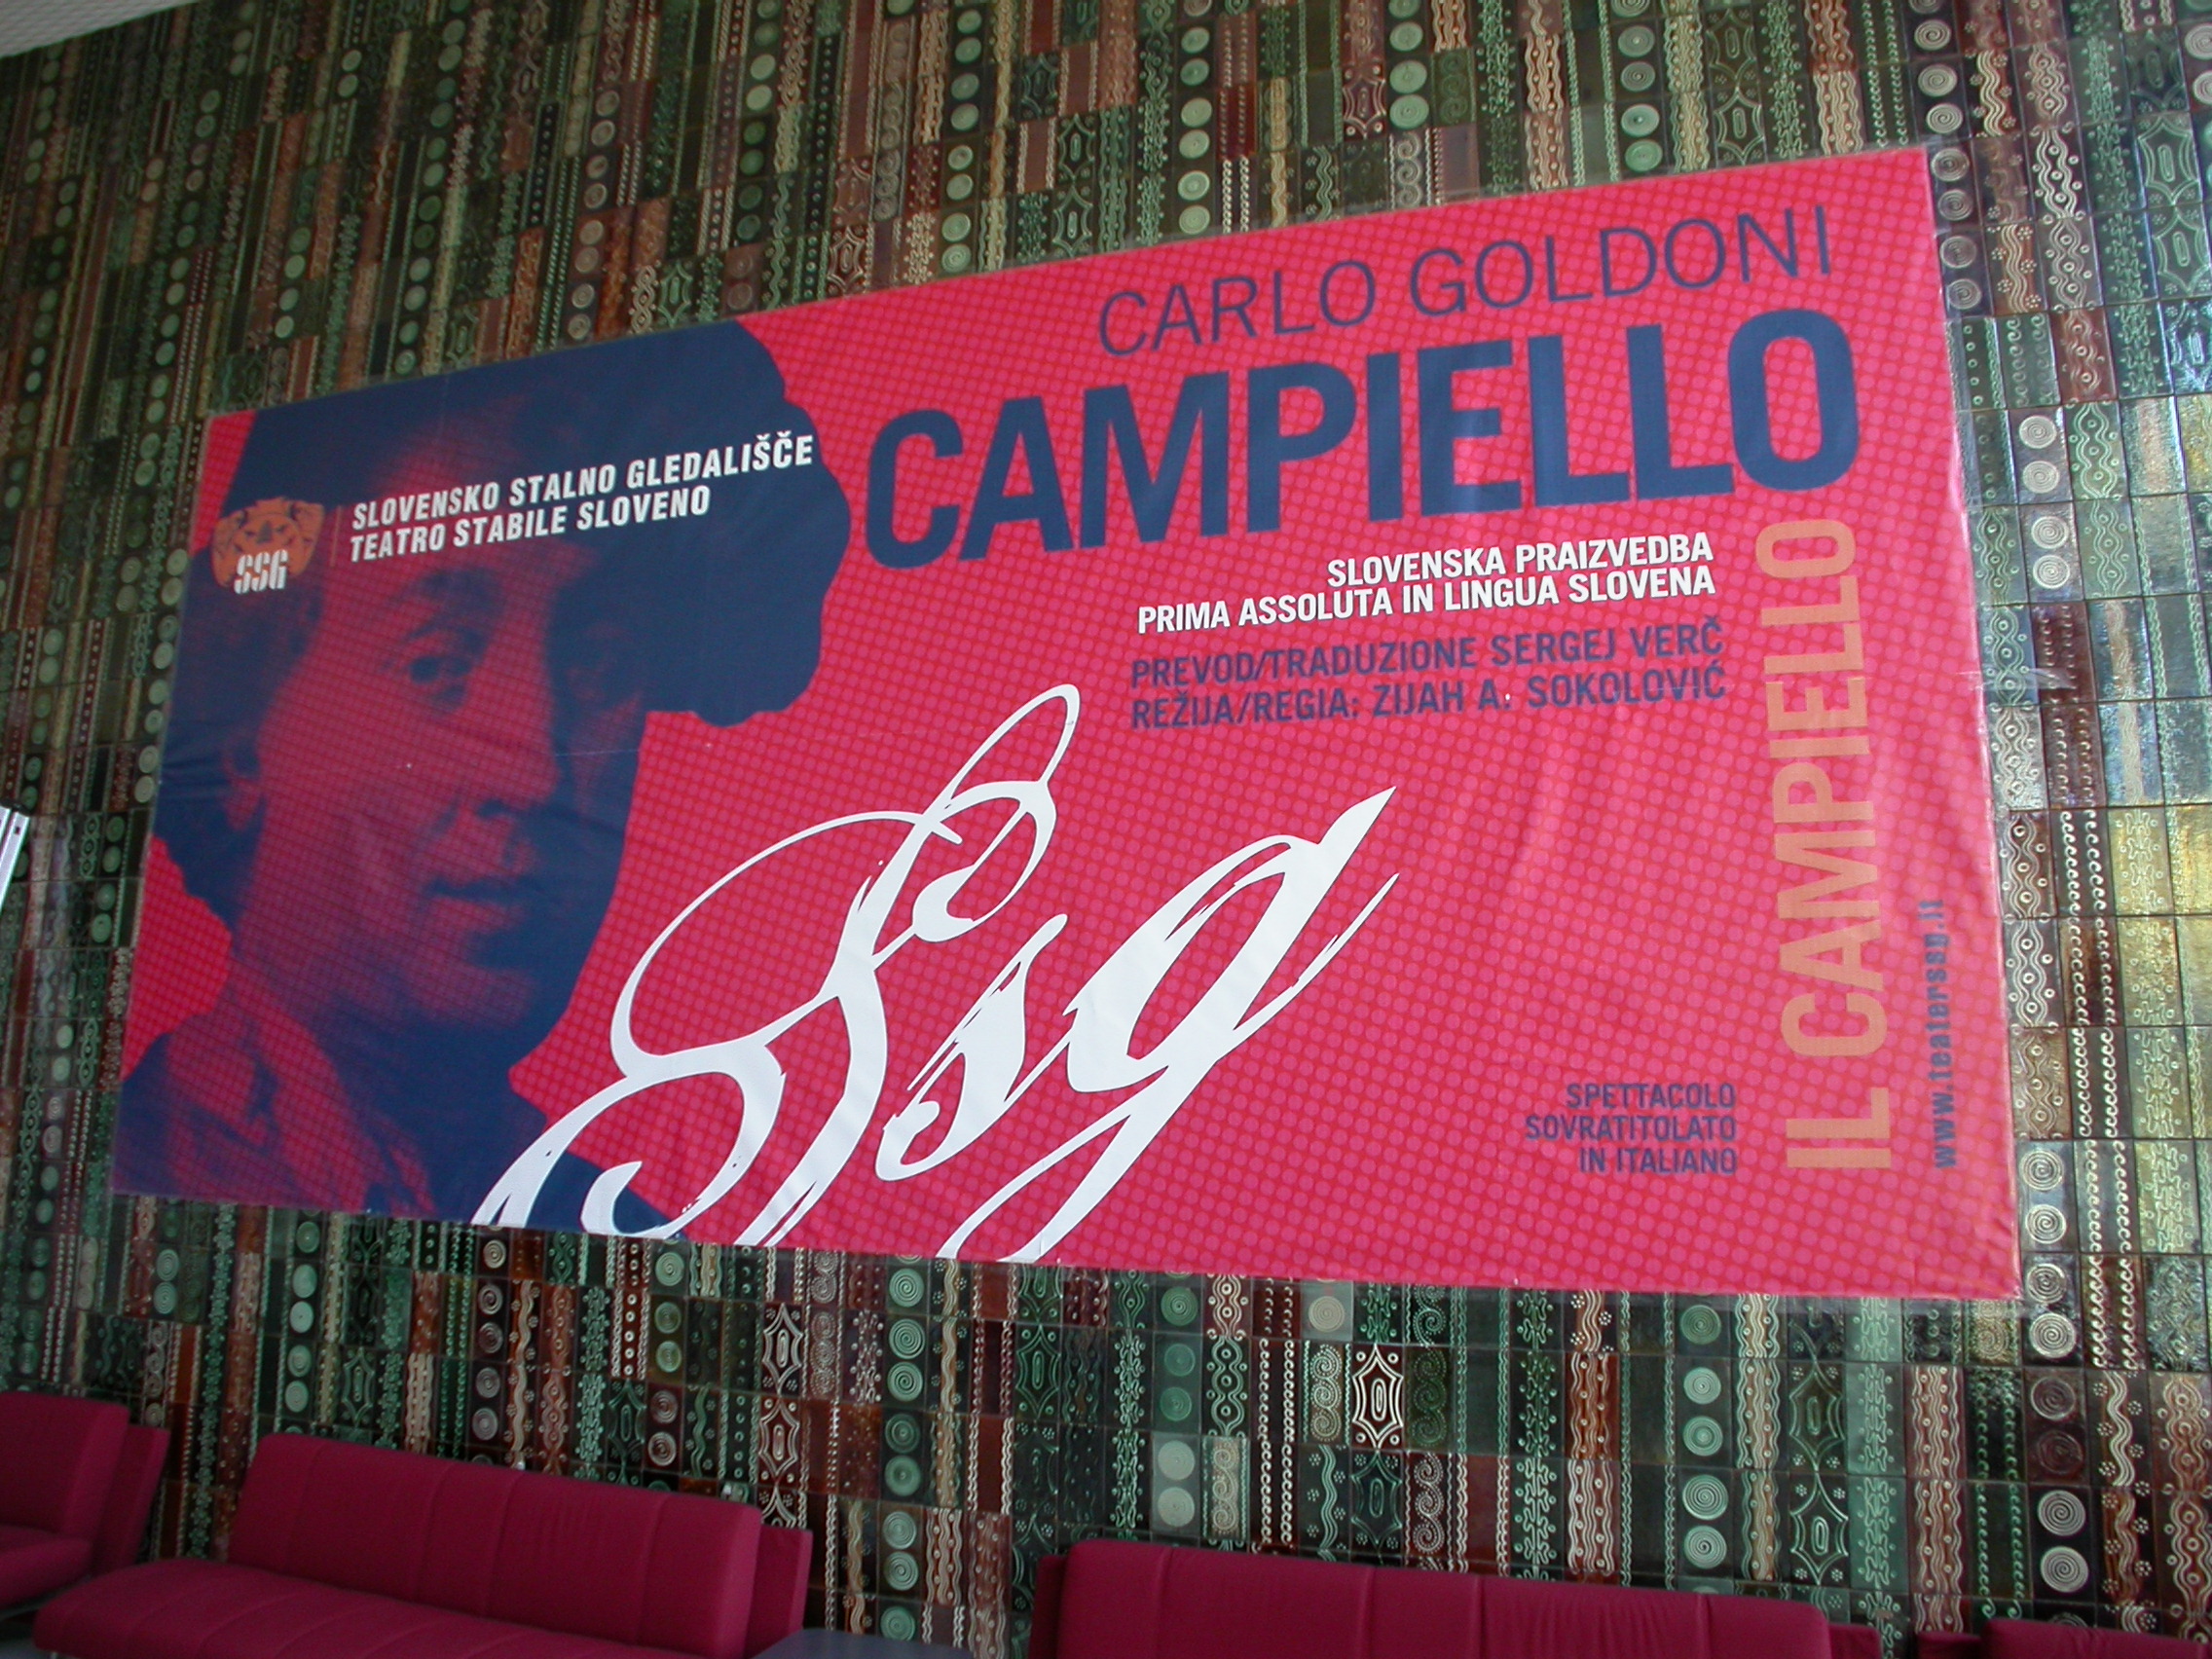 CARLO GOLDONI
CAMPIELLO
SLOVENSKO STALNO GLEDALIŠČE
TEATRO STABILE SLOVENO
SSG
SLOVENSKA PRAIZVEDBA
PRIMA ASSOLUTA IN LINGUA SLOVENA
PREVOD/TRADUZIONE SERGEJ VERČ
REŽIJA/REGIA: ZIJAH A. SOKOLOVIĆ
Ssg
SPETTACOLO
SOVRATITOLATO
IN ITALIANO
IL CAMPIELLO
www.teaterssg.it